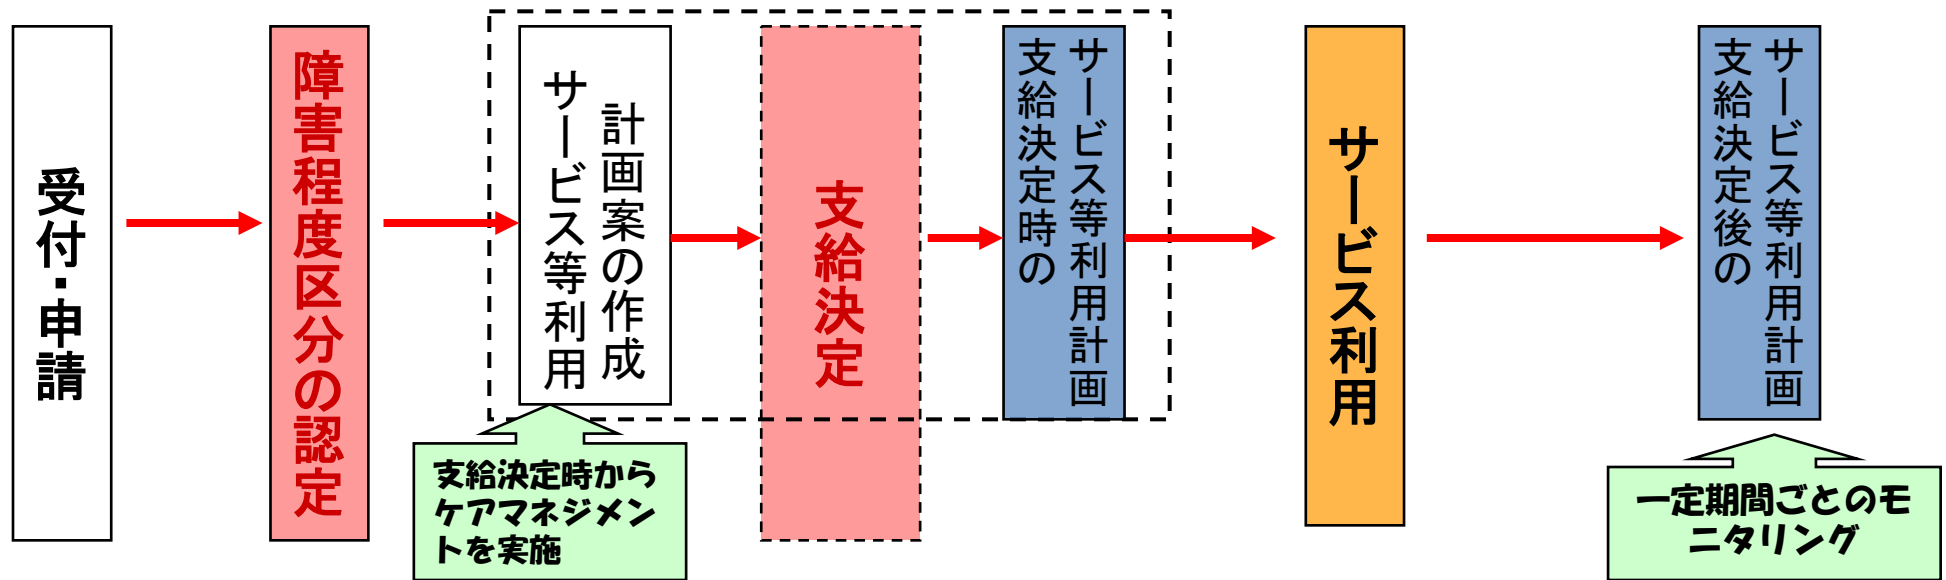 受付・申請
障害程度区分の認定
サービス等利用
計画案の作成
支給決定
サービス等利用計画
支給決定時の
サービス利用
サービス等利用計画
支給決定後の
支給決定時から
ケアマネジメン
トを実施
一定期間ごとのモ
ニタリング